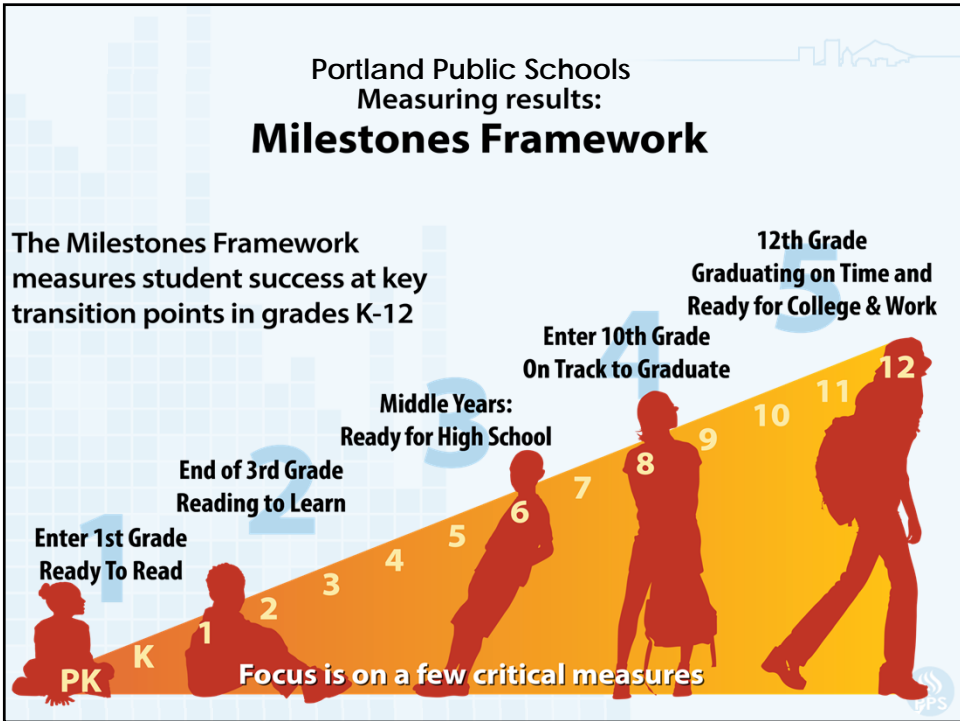 Portland Public Schools
Measuring results:
Milestones Framework
The Milestones Framework
measures student success at key
transition points in grades K-12
1
Enter 1st Grade
Ready To Read
2
End of 3rd Grade
Reading to Learn
3
Middle Years:
Ready for High School
4
Enter 10th Grade
On Track to Graduate
5
12th Grade
Graduating on Time and
Ready for College & Work
PK
K
1
2
3
4
5
6
7
8
9
10
11
12
Focus is on a few critical measures
PPS